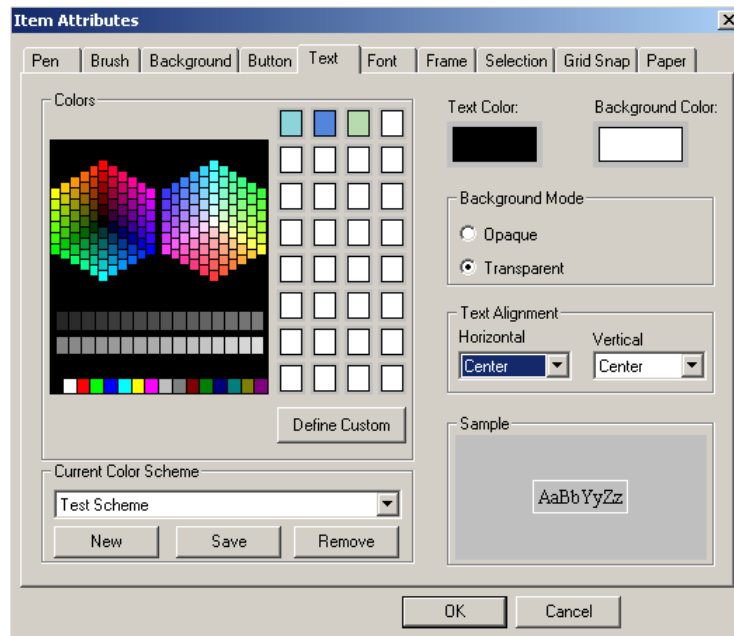 Item Attributes
Pen Brush Background Button Text Font Frame Selection Grid Snap Paper
Colors
Text Color: Background Color:
Background Mode
Opaque
Transparent
Text Alignment
Horizontal Vertical
Center Center
Define Custom
Sample
AaBbYyZz
Current Color Scheme
Test Scheme
New Save Remove
OK Cancel